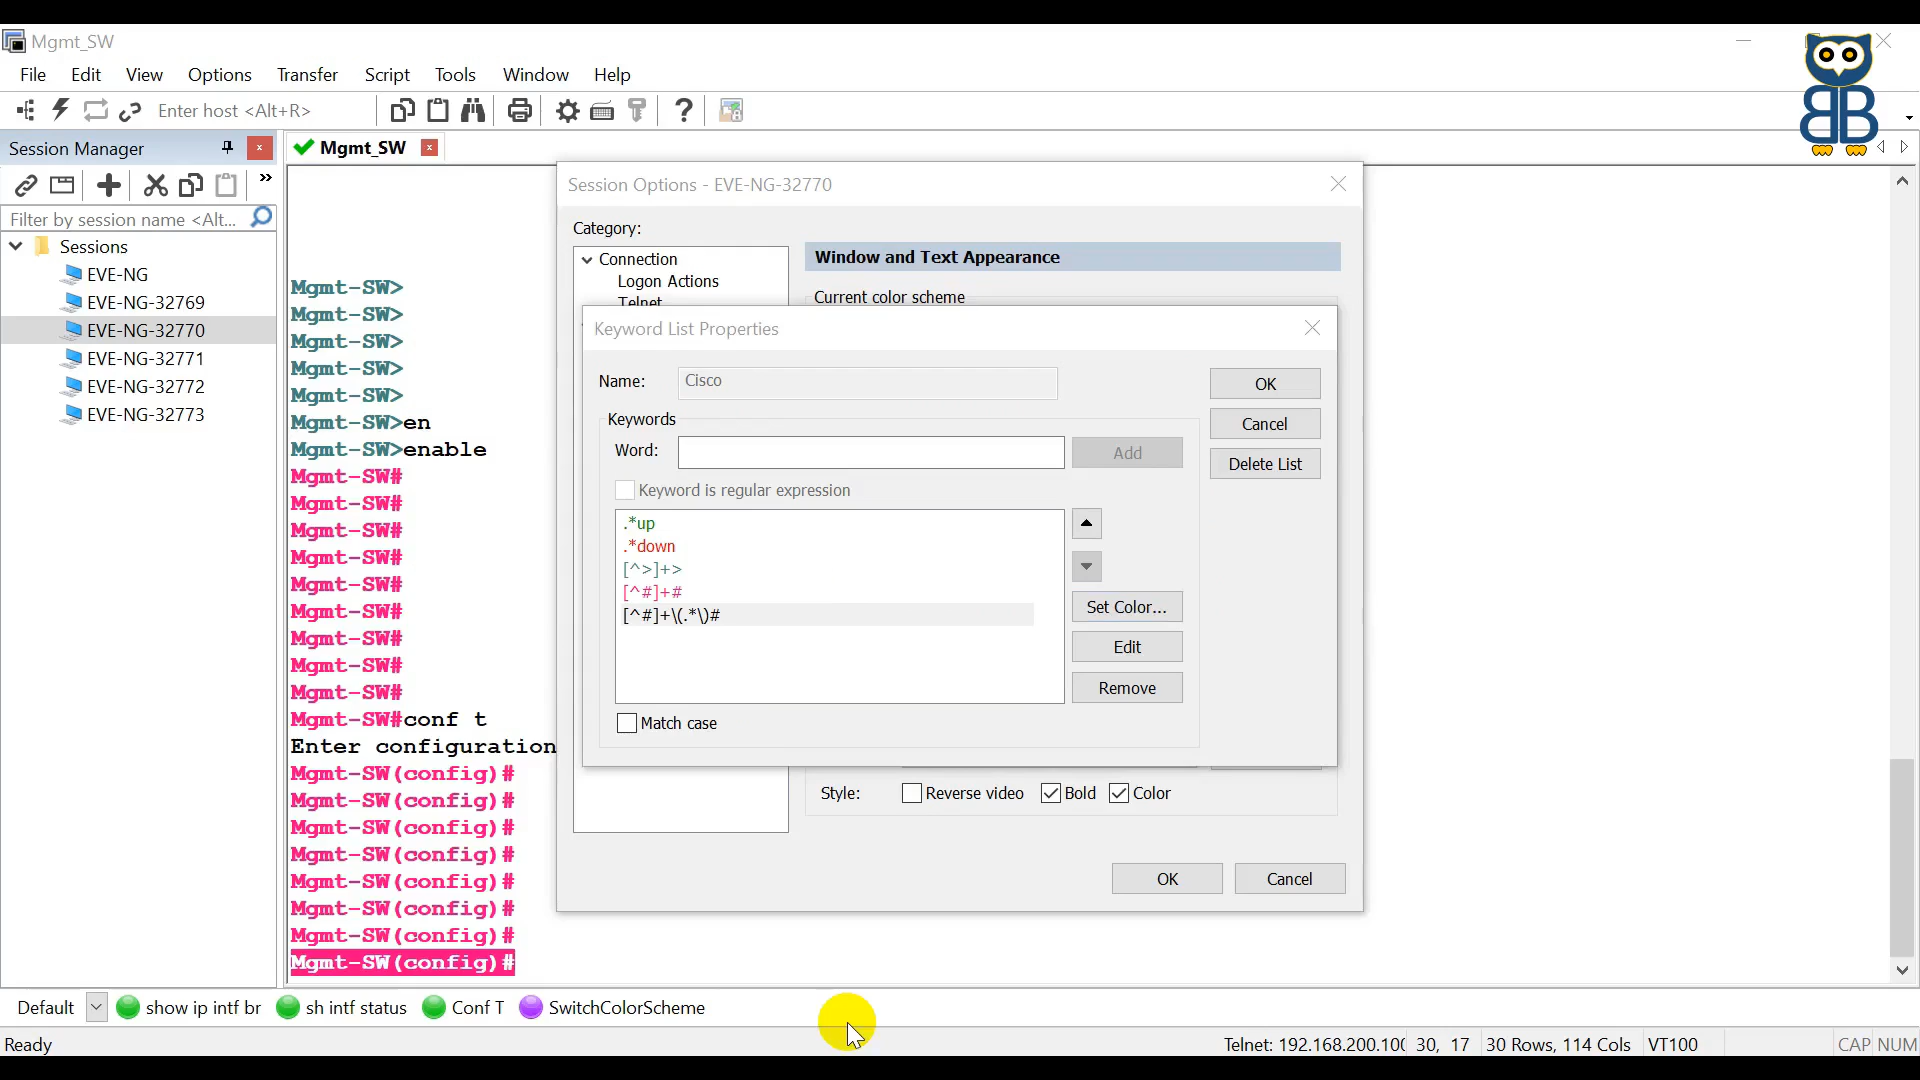 Mgmt_SW
File Edit View Options Transfer Script Tools Window Help
Enter host <Alt+R>
BB
Session Manager
Mgmt_SW
Filter by session name <Alt...
Sessions
EVE-NG
EVE-NG-32769
EVE-NG-32770
EVE-NG-32771
EVE-NG-32772
EVE-NG-32773
Mgmt-SW>
Mgmt-SW>
Mgmt-SW>
Mgmt-SW>
Mgmt-SW>
Mgmt-SW>en
Mgmt-SW>enable
Mgmt-SW#
Mgmt-SW#
Mgmt-SW#
Mgmt-SW#
Mgmt-SW#
Mgmt-SW#
Mgmt-SW#
Mgmt-SW#
Mgmt-SW#
Mgmt-SW#conf t
Enter configuration
Mgmt-SW(config)#
Mgmt-SW(config)#
Mgmt-SW(config)#
Mgmt-SW(config)#
Mgmt-SW(config)#
Mgmt-SW(config)#
Mgmt-SW(config)#
Mgmt-SW(config)#
Session Options - EVE-NG-32770
Category:
Connection
Logon Actions
Telnet
Window and Text Appearance
Current color scheme
Keyword List Properties
Name: Cisco
OK
Keywords
Cancel
Word:
Add
Delete List
Keyword is regular expression
.*up
.*down
[^>]+>
[^#]+#
[^#]+\(.*\)#
Set Color...
Edit
Remove
Match case
Style: Reverse video Bold Color
OK Cancel
Default show ip intf br sh intf status Conf T SwitchColorScheme
Ready Telnet: 192.168.200.100 30, 17 30 Rows, 114 Cols VT100 CAP NUM